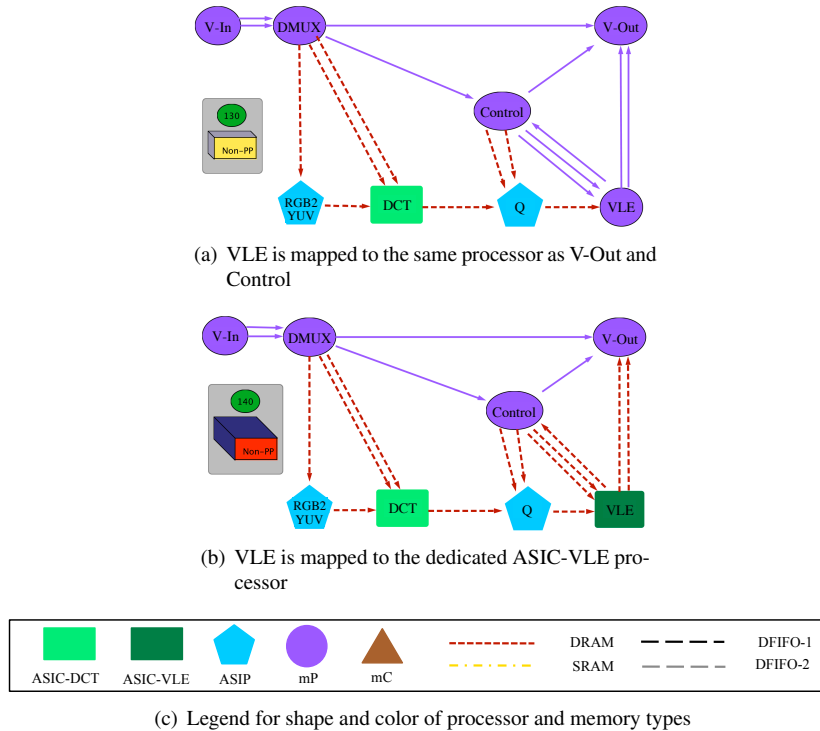 V-In
DMUX
V-Out
Control
130
Non-PP
RGB2
YUV
DCT
Q
VLE
(a) VLE is mapped to the same processor as V-Out and
Control
V-In
DMUX
V-Out
140
Control
Non-PP
RGB2
YUV
DCT
Q
VLE
(b) VLE is mapped to the dedicated ASIC-VLE pro-
cessor
DRAM
DFIFO-1
SRAM
DFIFO-2
ASIC-DCT
ASIC-VLE
ASIP
mP
mC
(c) Legend for shape and color of processor and memory types